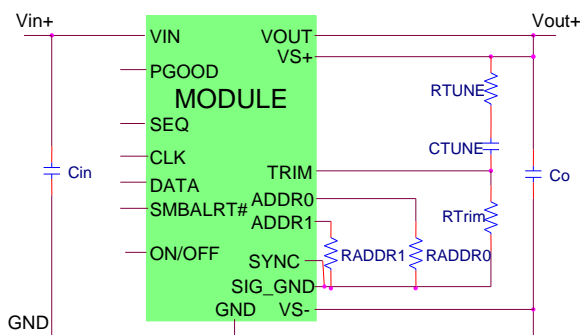 Vin+
Vout+
VIN
VOUT
VS+
PGOOD
RTUNE
MODULE
SEQ
CTUNE
CLK
TRIM
Cin
Co
DATA
ADDR0
SMBALRT#
ADDR1
RTrim
ON/OFF
SYNC
RADDR1
RADDR0
SIG_GND
GND
GND
VS-